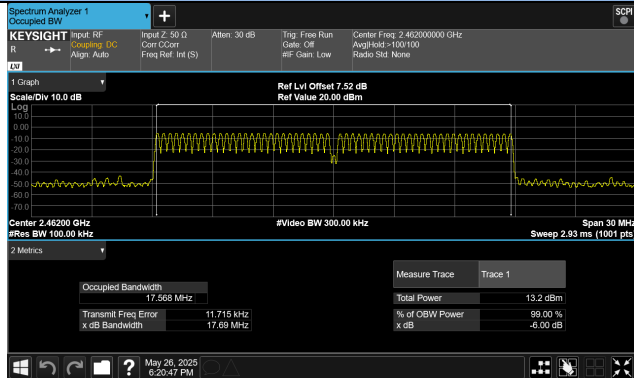 Spectrum Analyzer 1
Occupied BW
SCPI
KEYSIGHT Input: RF Input Z: 50 Ω Atten: 30 dB Trig: Free Run Center Freq: 2.462000000 GHz
R Coupling: DC Corr CCorr Gate: Off Avg|Hold:>100/100
Align: Auto Freq Ref: Int (S) #IF Gain: Low Radio Std: None
LXI
1 Graph
Ref Lvl Offset 7.52 dB
Scale/Div 10.0 dB Ref Value 20.00 dBm
Log
10.0
0.00
-10.0
-20.0
-30.0
-40.0
-50.0
-60.0
-70.0
Center 2.46200 GHz #Video BW 300.00 kHz Span 30 MHz
#Res BW 100.00 kHz Sweep 2.93 ms (1001 pts)
2 Metrics
Measure Trace Trace 1
Occupied Bandwidth
17.568 MHz Total Power 13.2 dBm
Transmit Freq Error 11.715 kHz % of OBW Power 99.00 %
x dB Bandwidth 17.69 MHz x dB -6.00 dB
? May 26, 2025
6:20:47 PM